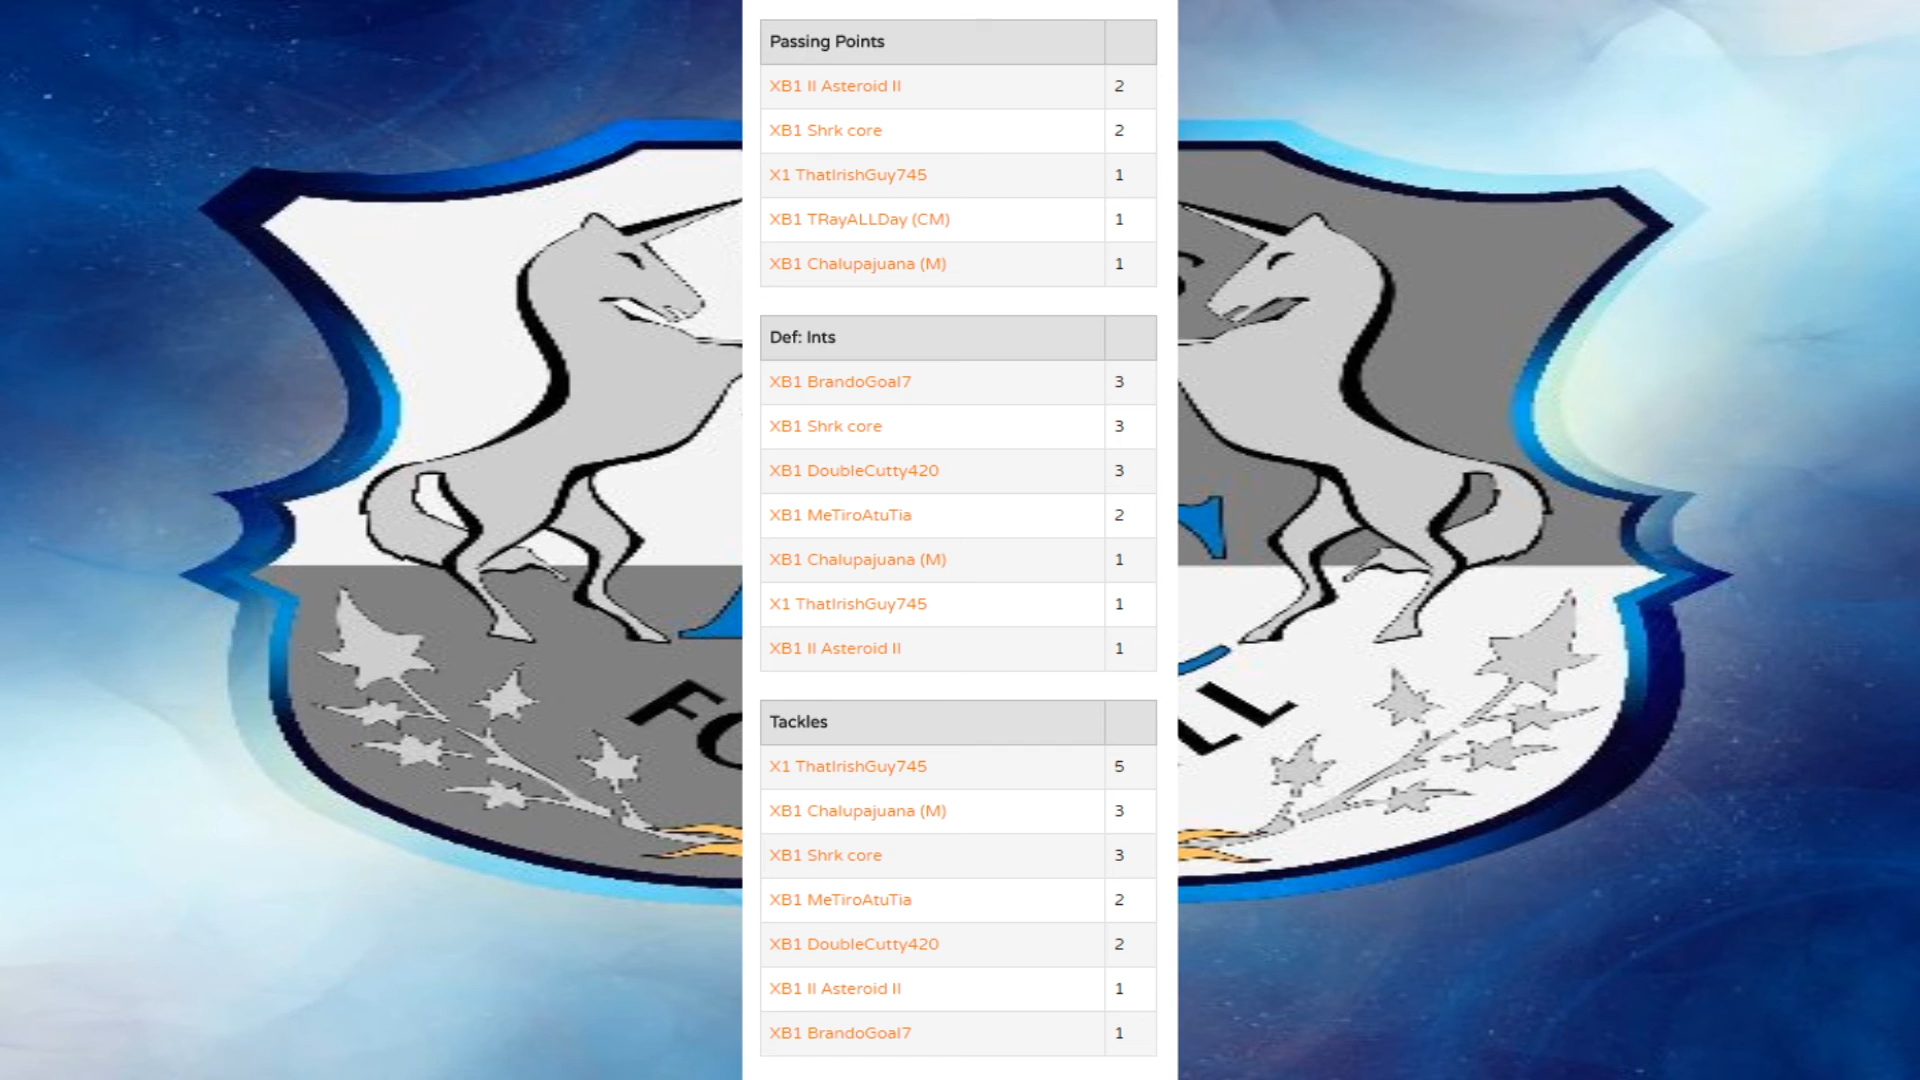 Passing Points
XB1 II Asteroid II 2
XB1 Shrk core 2
X1 ThatIrishGuy745 1
XB1 TRayALLDay (CM) 1
XB1 Chalupajuana (M) 1
Def: Ints
XB1 BrandoGoal7 3
XB1 Shrk core 3
XB1 DoubleCutty420 3
XB1 MeTiroAtuTia 2
XB1 Chalupajuana (M) 1
X1 ThatIrishGuy745 1
XB1 II Asteroid II 1
Tackles
X1 ThatIrishGuy745 5
XB1 Chalupajuana (M) 3
XB1 Shrk core 3
XB1 MeTiroAtuTia 2
XB1 DoubleCutty420 2
XB1 II Asteroid II 1
XB1 BrandoGoal7 1